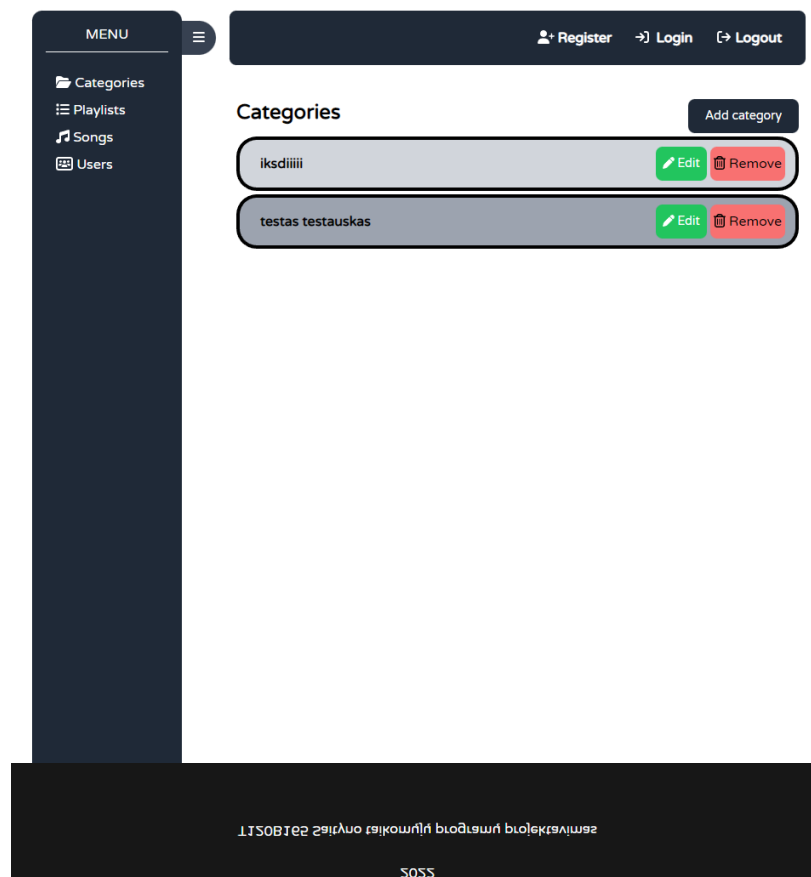 MENU
Register
Login
Logout
Categories
Playlists
Songs
Users
Categories
Add category
iksdiiiii
Edit
Remove
testas testauskas
Edit
Remove
T120B165 Saityno taikomųjų programų projektavimas
2022